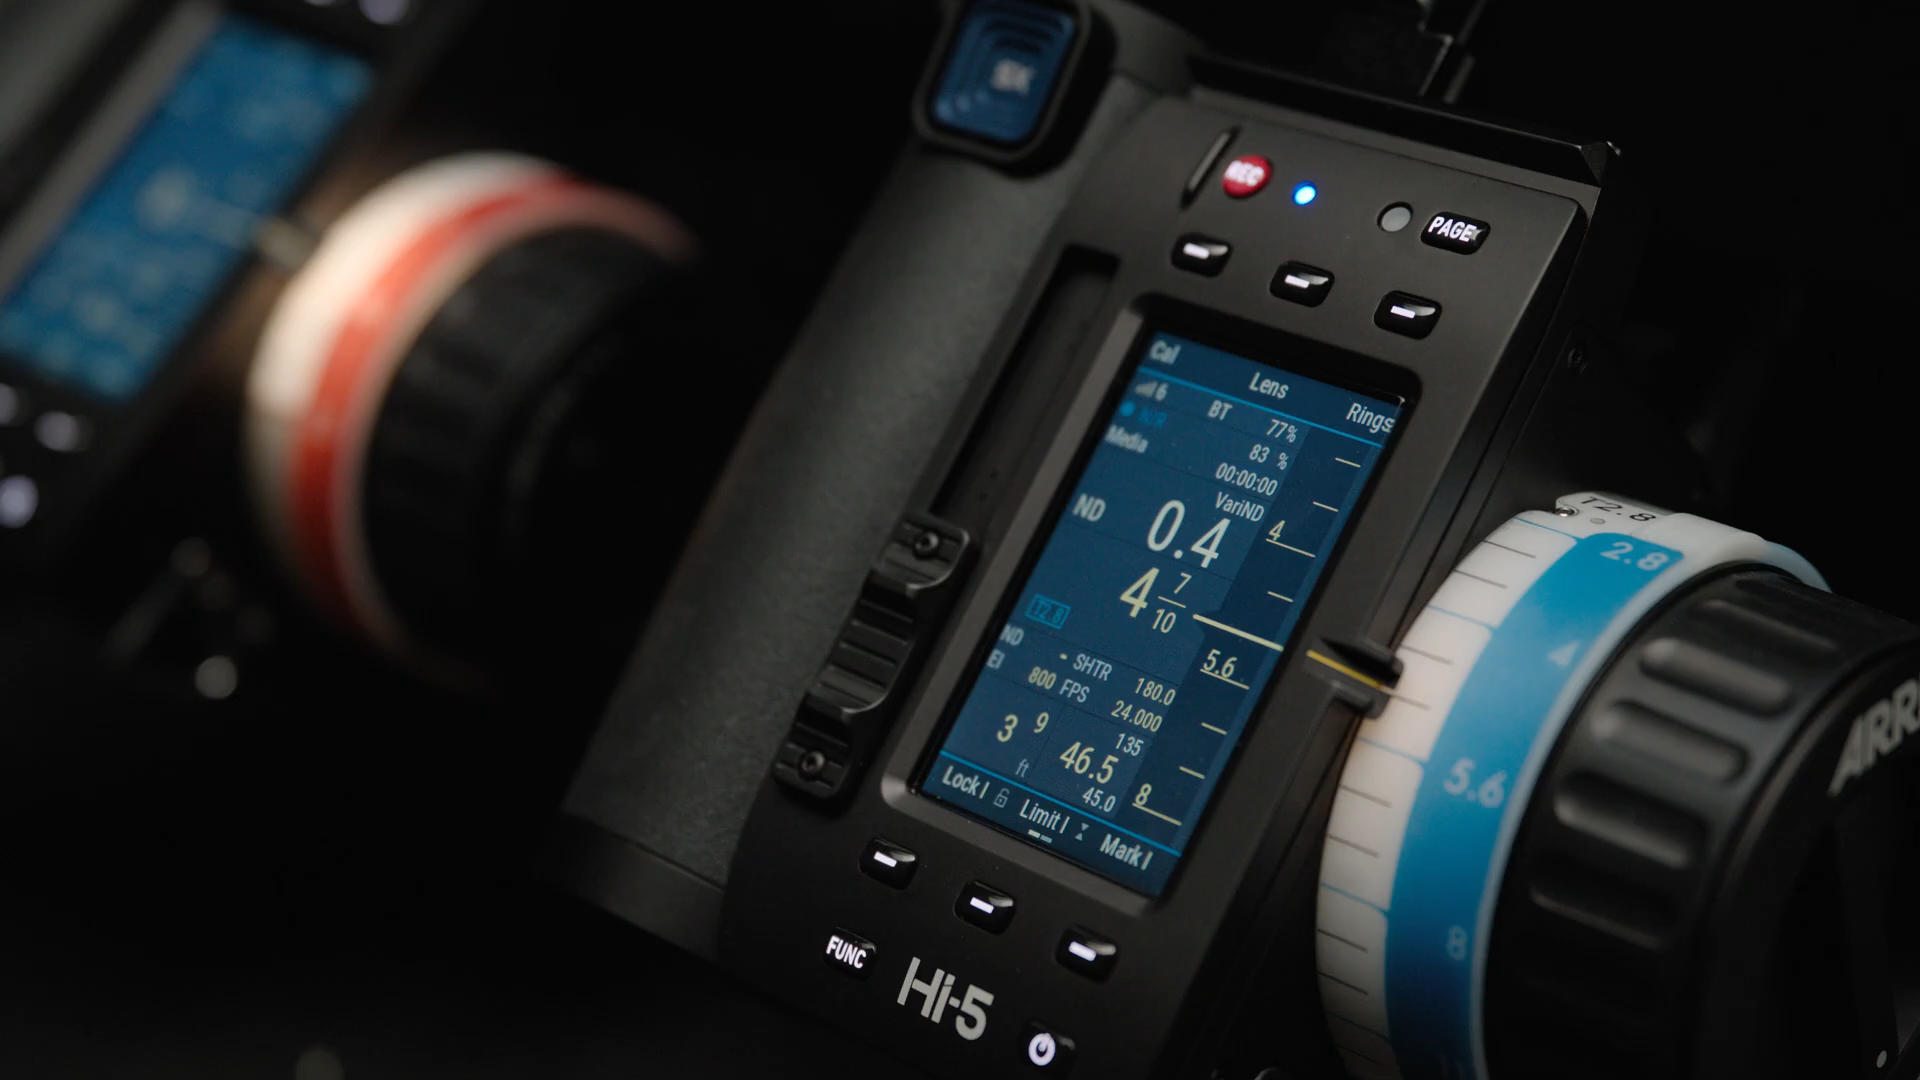 REC
PAGE
Cal Lens Rings
6 BT 77%
N/R 83 %
Media 00:00:00
VariND
ND 0.4
4
4 7/10
T2.8
5.6
ND - SHTR 180.0
EI 800 FPS 24.000
135
3 9 46.5
ft 45.0
8
Lock I Limit I Mark I
FUNC
Hi-5
T2.8
2.8
4
5.6
8
ARRI